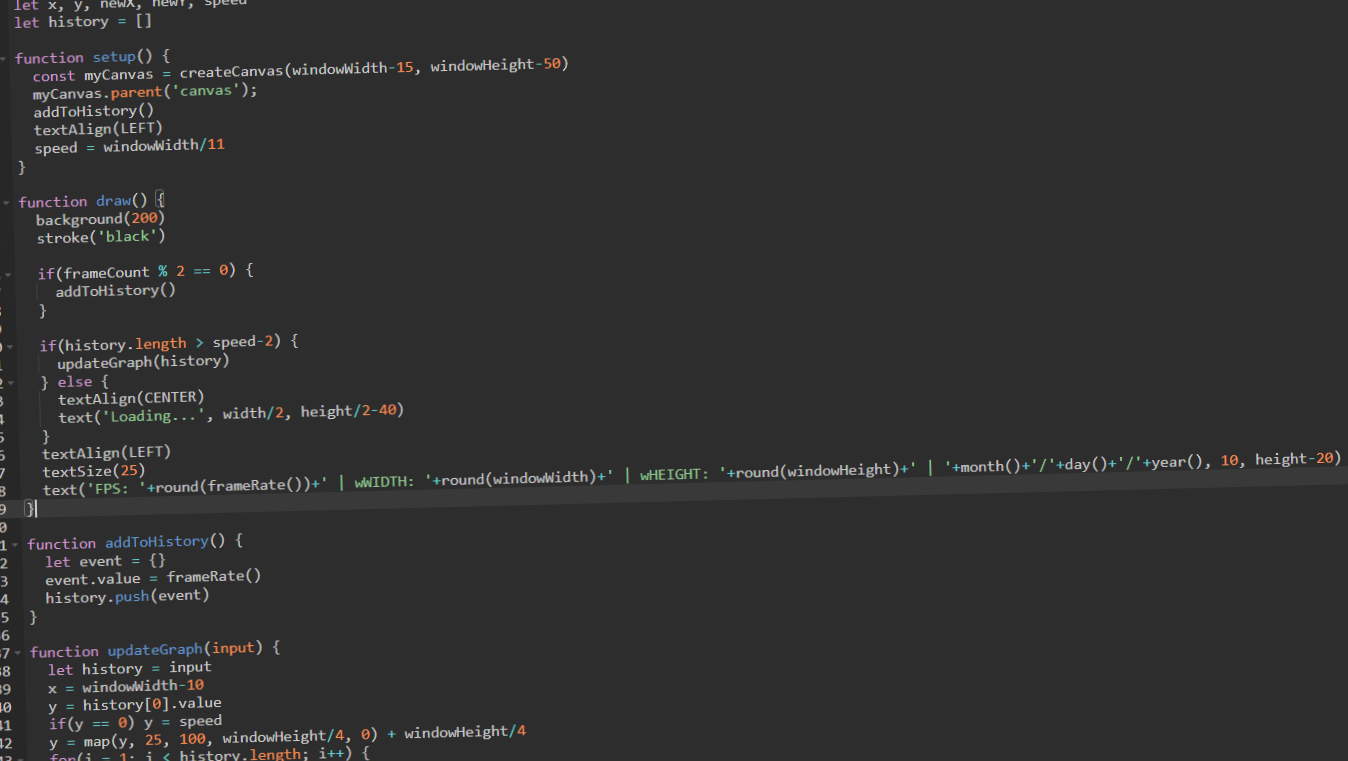 let x, y, newX, newY, speed
let history = []
function setup() {
const myCanvas = createCanvas(windowWidth-15, windowHeight-50)
myCanvas.parent('canvas');
addToHistory()
textAlign(LEFT)
speed = windowWidth/11
}
function draw() {
background(200)
stroke('black')
if(frameCount % 2 == 0) {
addToHistory()
}
if(history.length > speed-2) {
updateGraph(history)
} else {
textAlign(CENTER)
text('Loading...', width/2, height/2-40)
}
textAlign(LEFT)
textSize(25)
text('FPS: '+round(frameRate())+' | wWIDTH: '+round(windowWidth)+' | wHEIGHT: '+round(windowHeight)+' | '+month()+'/'+day()+'/'+year(), 10, height-20)
}
function addToHistory() {
let event = {}
event.value = frameRate()
history.push(event)
}
function updateGraph(input) {
let history = input
x = windowWidth-10
y = history[0].value
if(y == 0) y = speed
y = map(y, 25, 100, windowHeight/4, 0) + windowHeight/4
for(i = 1; i < history.length; i++) {